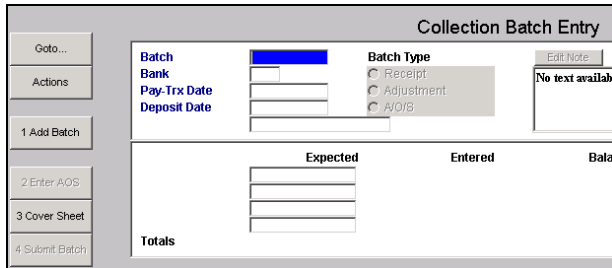 Collection Batch Entry
Goto...
Actions
1 Add Batch
2 Enter AOS
3 Cover Sheet
4 Submit Batch
Batch
Bank
Pay-Trx Date
Deposit Date
Batch Type
Receipt
Adjustment
A/O/S
Edit Note
No text availab
Expected Entered Bala
Totals